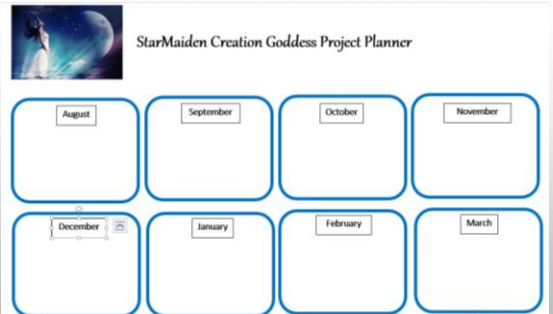 StarMaiden Creation Goddess Project Planner
August
September
October
November
December
January
February
March